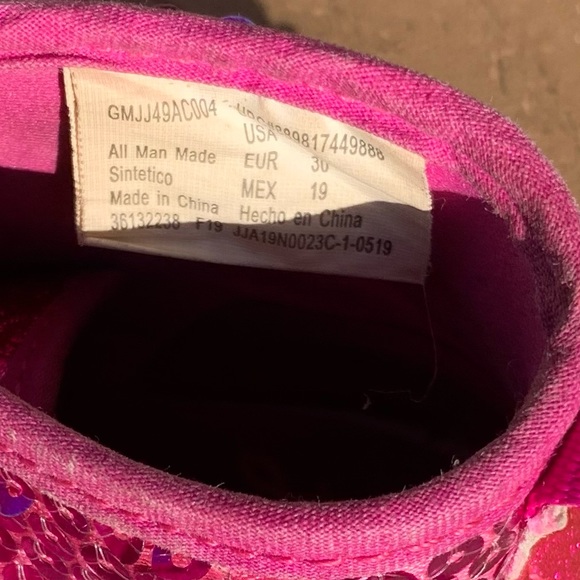 GMJJ49AC004
USA 899817449888
All Man Made EUR 30
Sintetico MEX 19
Made in China Hecho en China
36132238 F19 JJA19N0023C-1-0519